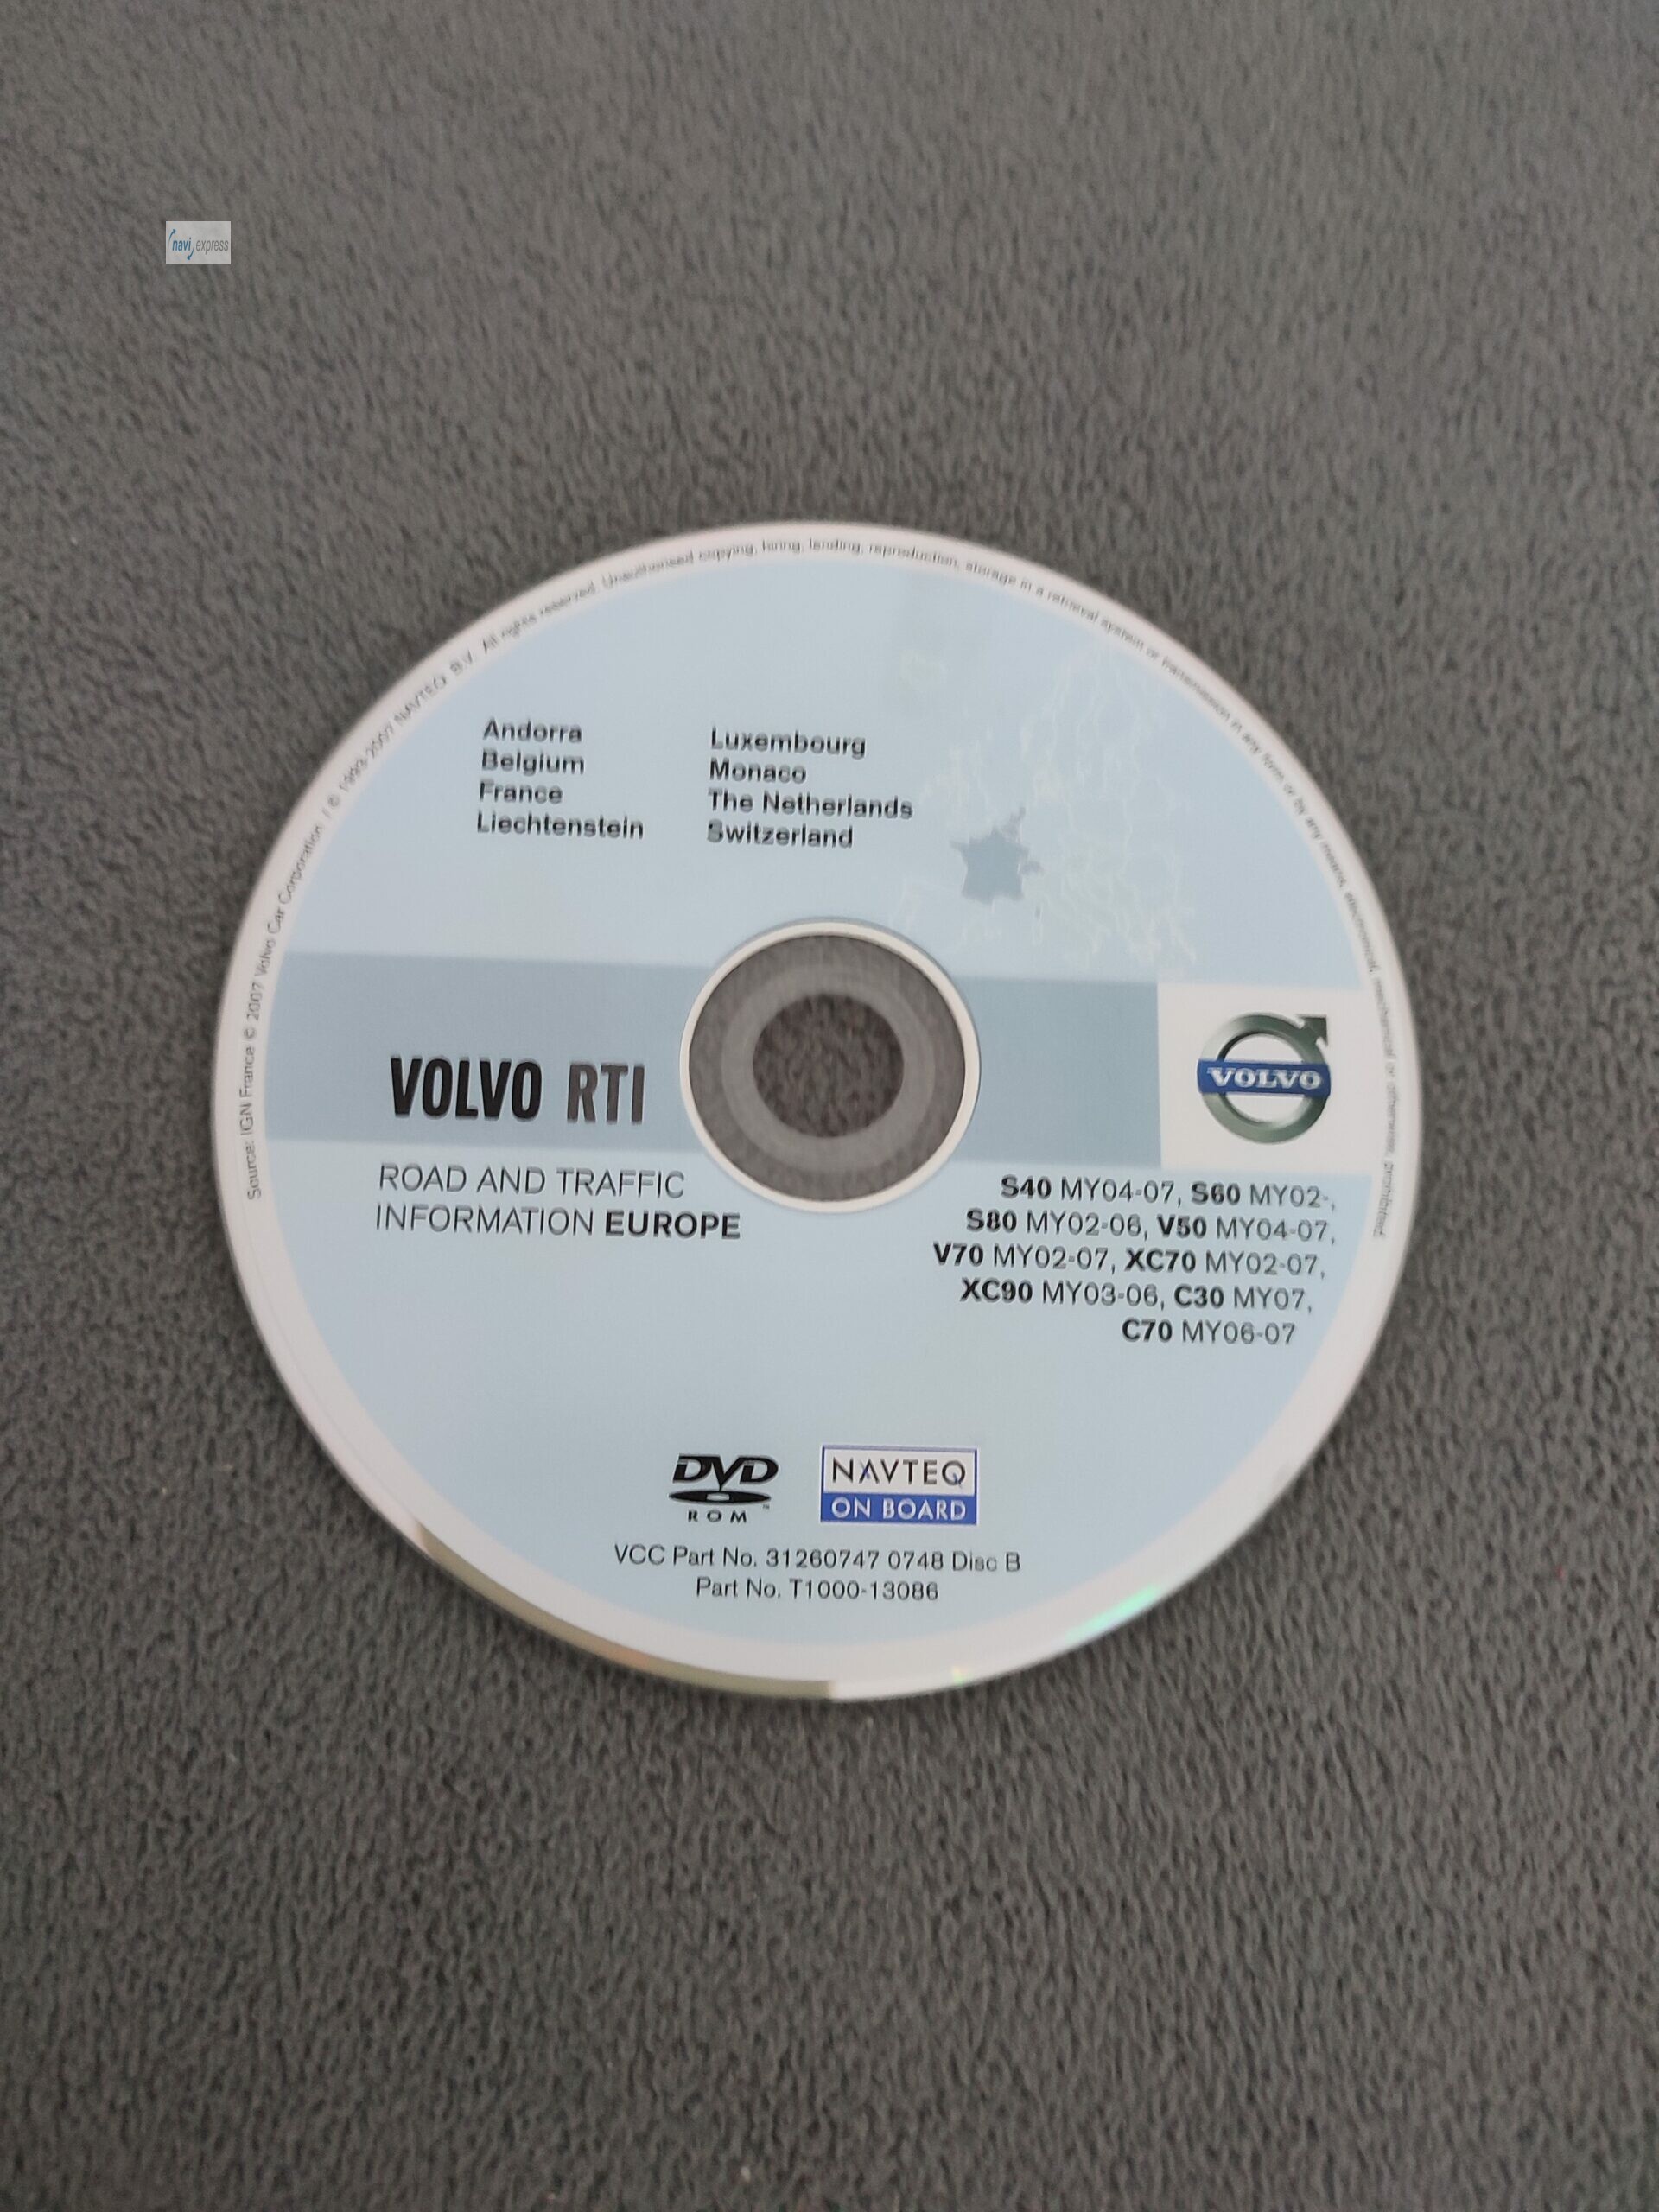 navi express
Source: IGN France © 2007 Volvo Car Corporation / © 1993-2007 NAVTEQ B.V. All rights reserved. Unauthorised copying, hiring, lending, reproduction, storage in a retrieval system or transmission in any form or by any means, electronic, mechanical or otherwise, prohibited.
Andorra
Belgium
France
Liechtenstein
Luxembourg
Monaco
The Netherlands
Switzerland
VOLVO RTI
VOLVO
ROAD AND TRAFFIC
INFORMATION EUROPE
S40 MY04-07, S60 MY02-,
S80 MY02-06, V50 MY04-07,
V70 MY02-07, XC70 MY02-07,
XC90 MY03-06, C30 MY07,
C70 MY06-07
DVD
ROM ™
NAVTEQ
ON BOARD
VCC Part No. 31260747 0748 Disc B
Part No. T1000-13086